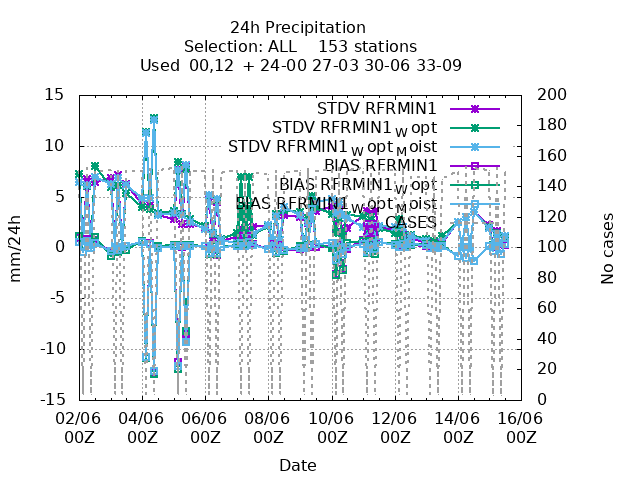 24h Precipitation
Selection: ALL    153 stations
Used  00,12  + 24-00 27-03 30-06 33-09
15
10
5
0
-5
-10
-15
mm/24h
200
180
160
140
120
100
80
60
40
20
0
No cases
STDV RFRMIN1
STDV RFRMIN1_W opt
STDV RFRMIN1_W opt_M oist
BIAS RFRMIN1
BIAS RFRMIN1_W opt
BIAS RFRMIN1_W opt_M oist
CASES
02/06 04/06 06/06 08/06 10/06 12/06 14/06 16/06
00Z 00Z 00Z 00Z 00Z 00Z 00Z 00Z
Date